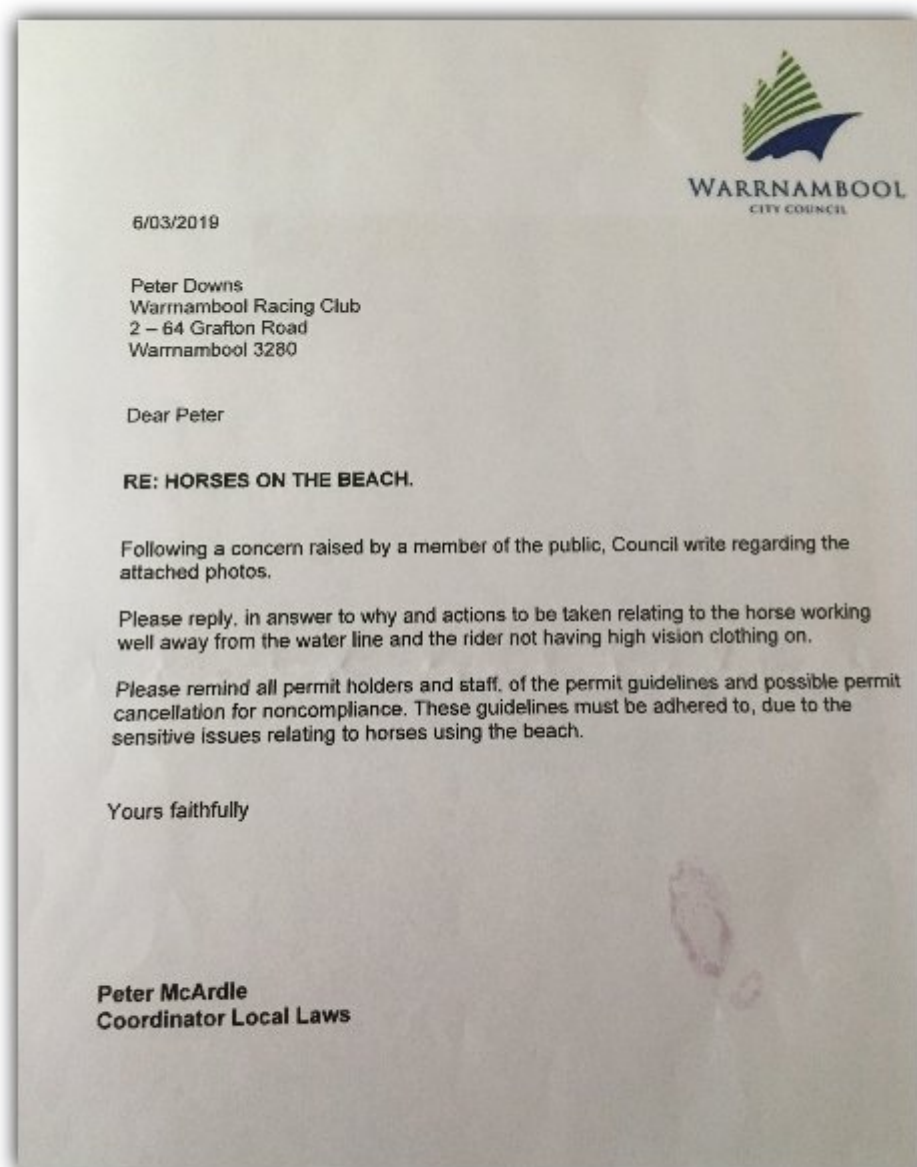 WARRNAMBOOL
CITY COUNCIL
6/03/2019
Peter Downs
Warrnambool Racing Club
2 – 64 Grafton Road
Warrnambool 3280
Dear Peter
RE: HORSES ON THE BEACH.
Following a concern raised by a member of the public, Council write regarding the
attached photos.
Please reply, in answer to why and actions to be taken relating to the horse working
well away from the water line and the rider not having high vision clothing on.
Please remind all permit holders and staff, of the permit guidelines and possible permit
cancellation for noncompliance. These guidelines must be adhered to, due to the
sensitive issues relating to horses using the beach.
Yours faithfully
Peter McArdle
Coordinator Local Laws